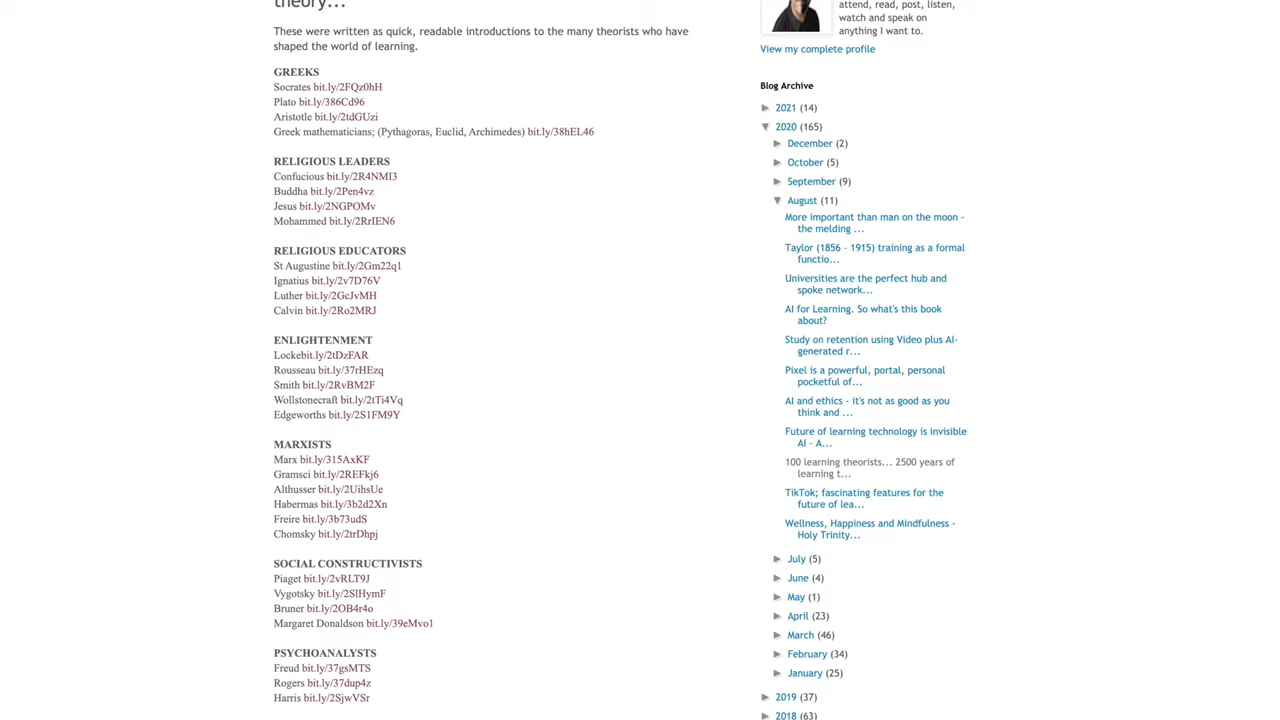 theory...
These were written as quick, readable introductions to the many theorists who have
shaped the world of learning.
GREEKS
Socrates bit.ly/2FQz0hH
Plato bit.ly/386Cd96
Aristotle bit.ly/2tdGUzi
Greek mathematicians; (Pythagoras, Euclid, Archimedes) bit.ly/38hEL46
RELIGIOUS LEADERS
Confucious bit.ly/2R4NMI3
Buddha bit.ly/2Pen4vz
Jesus bit.ly/2NGPOMv
Mohammed bit.ly/2RrIEN6
RELIGIOUS EDUCATORS
St Augustine bit.ly/2Gm22q1
Ignatius bit.ly/2v7D76V
Luther bit.ly/2GcJvMH
Calvin bit.ly/2Ro2MRJ
ENLIGHTENMENT
Lockebit.ly/2tDzFAR
Rousseau bit.ly/37rHEzq
Smith bit.ly/2RvBM2F
Wollstonecraft bit.ly/2tTi4Vq
Edgeworths bit.ly/2S1FM9Y
MARXISTS
Marx bit.ly/315AxKF
Gramsci bit.ly/2REFkj6
Althusser bit.ly/2UihsUe
Habermas bit.ly/3b2d2Xn
Freire bit.ly/3b73udS
Chomsky bit.ly/2trDhpj
SOCIAL CONSTRUCTIVISTS
Piaget bit.ly/2vRLT9J
Vygotsky bit.ly/2SlHymF
Bruner bit.ly/2OB4r4o
Margaret Donaldson bit.ly/39eMvo1
PSYCHOANALYSTS
Freud bit.ly/37gsMTS
Rogers bit.ly/37dup4z
Harris bit.ly/2SjwVSr
attend, read, post, listen,
watch and speak on
anything I want to.
View my complete profile
Blog Archive
► 2021 (14)
▼ 2020 (165)
► December (2)
► October (5)
► September (9)
▼ August (11)
More important than man on the moon -
the melding ...
Taylor (1856 – 1915) training as a formal
functio...
Universities are the perfect hub and
spoke network...
AI for Learning. So what's this book
about?
Study on retention using Video plus AI-
generated r...
Pixel is a powerful, portal, personal
pocketful of...
AI and ethics - it's not as good as you
think and ...
Future of learning technology is invisible
AI – A...
100 learning theorists... 2500 years of
learning t...
TikTok; fascinating features for the
future of lea...
Wellness, Happiness and Mindfulness -
Holy Trinity...
► July (5)
► June (4)
► May (1)
► April (23)
► March (46)
► February (34)
► January (25)
► 2019 (37)
► 2018 (63)